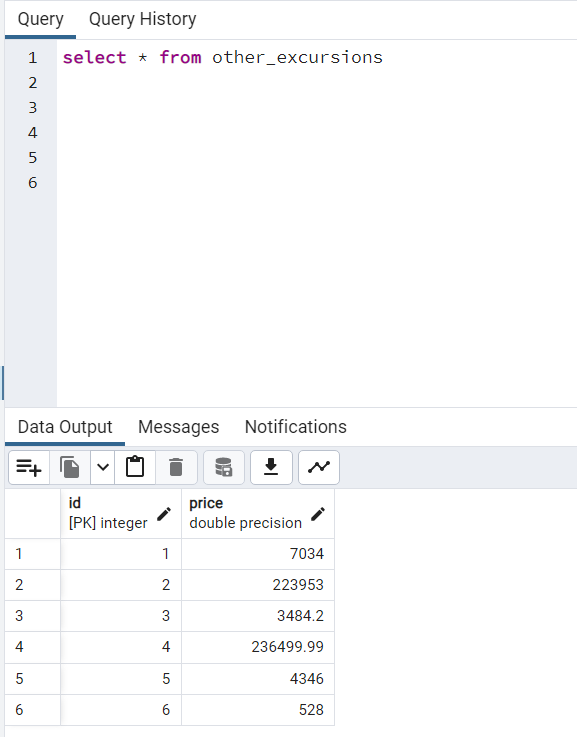 Query Query History
1 select * from other_excursions
2
3
4
5
6
Data Output Messages Notifications
id price
[PK] integer double precision
1 1 7034
2 2 223953
3 3 3484.2
4 4 236499.99
5 5 4346
6 6 528